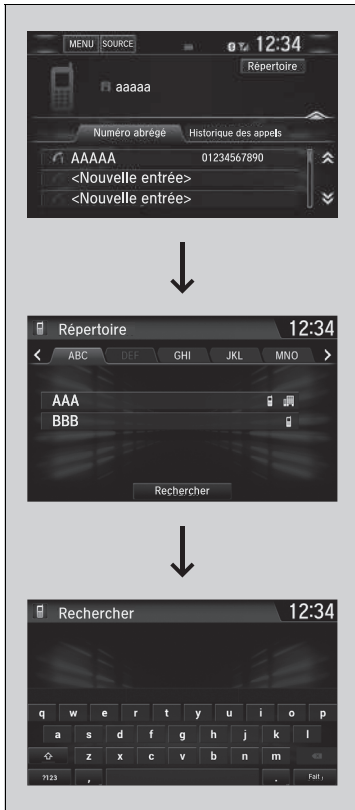 MENU SOURCE 12:34
Répertoire
aaaaa
Numéro abrégé Historique des appels
AAAAA 01234567890
<Nouvelle entrée>
<Nouvelle entrée>
Répertoire 12:34
< ABC DEF GHI JKL MNO >
AAA
BBB
Rechercher
Rechercher 12:34
q w e r t y u i o p
a s d f g h j k l
z x c v b n m
?123 , . Fait